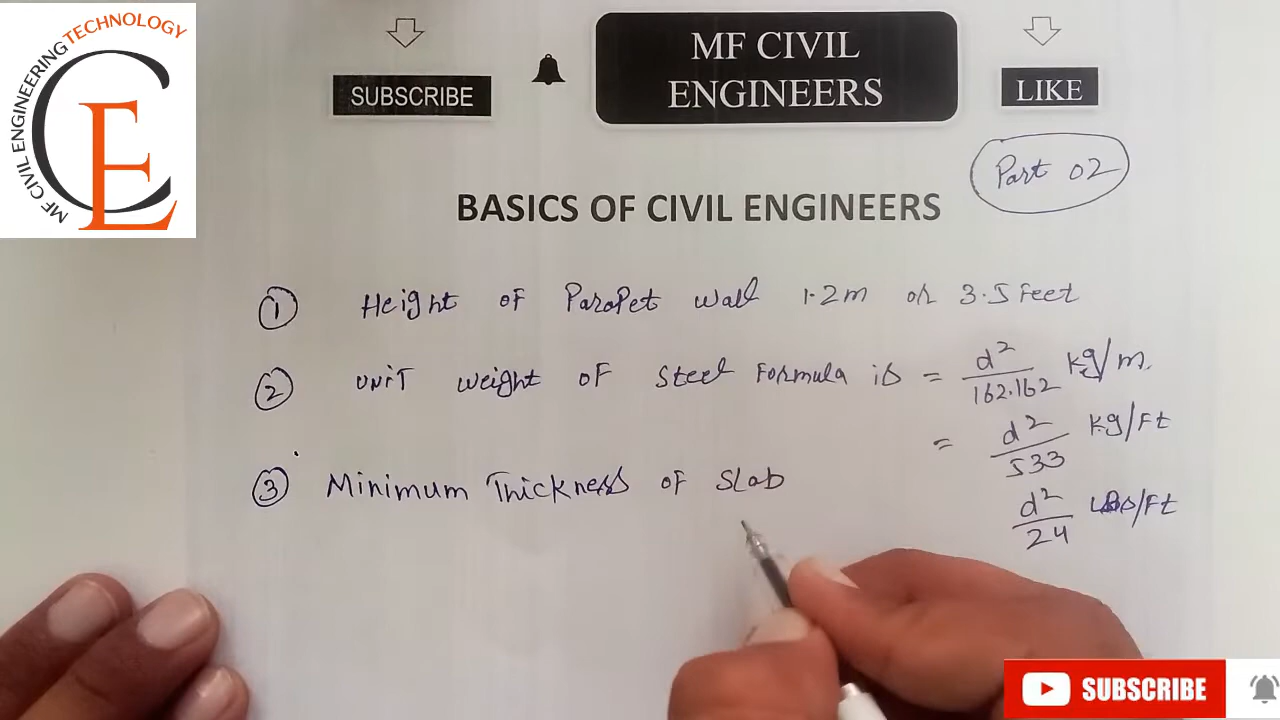 MF CIVIL ENGINEERING TECHNOLOGY
CE
SUBSCRIBE
MF CIVIL
ENGINEERS
LIKE
Part 02
BASICS OF CIVIL ENGINEERS
① Height of Parapet wall 1.2m or 3.5 Feet
② Unit weight of Steel Formula is = d²/162.162 kg/m.
= d²/533 kg/Ft
d²/24 LBs/Ft
③ Minimum Thickness of Slab
SUBSCRIBE